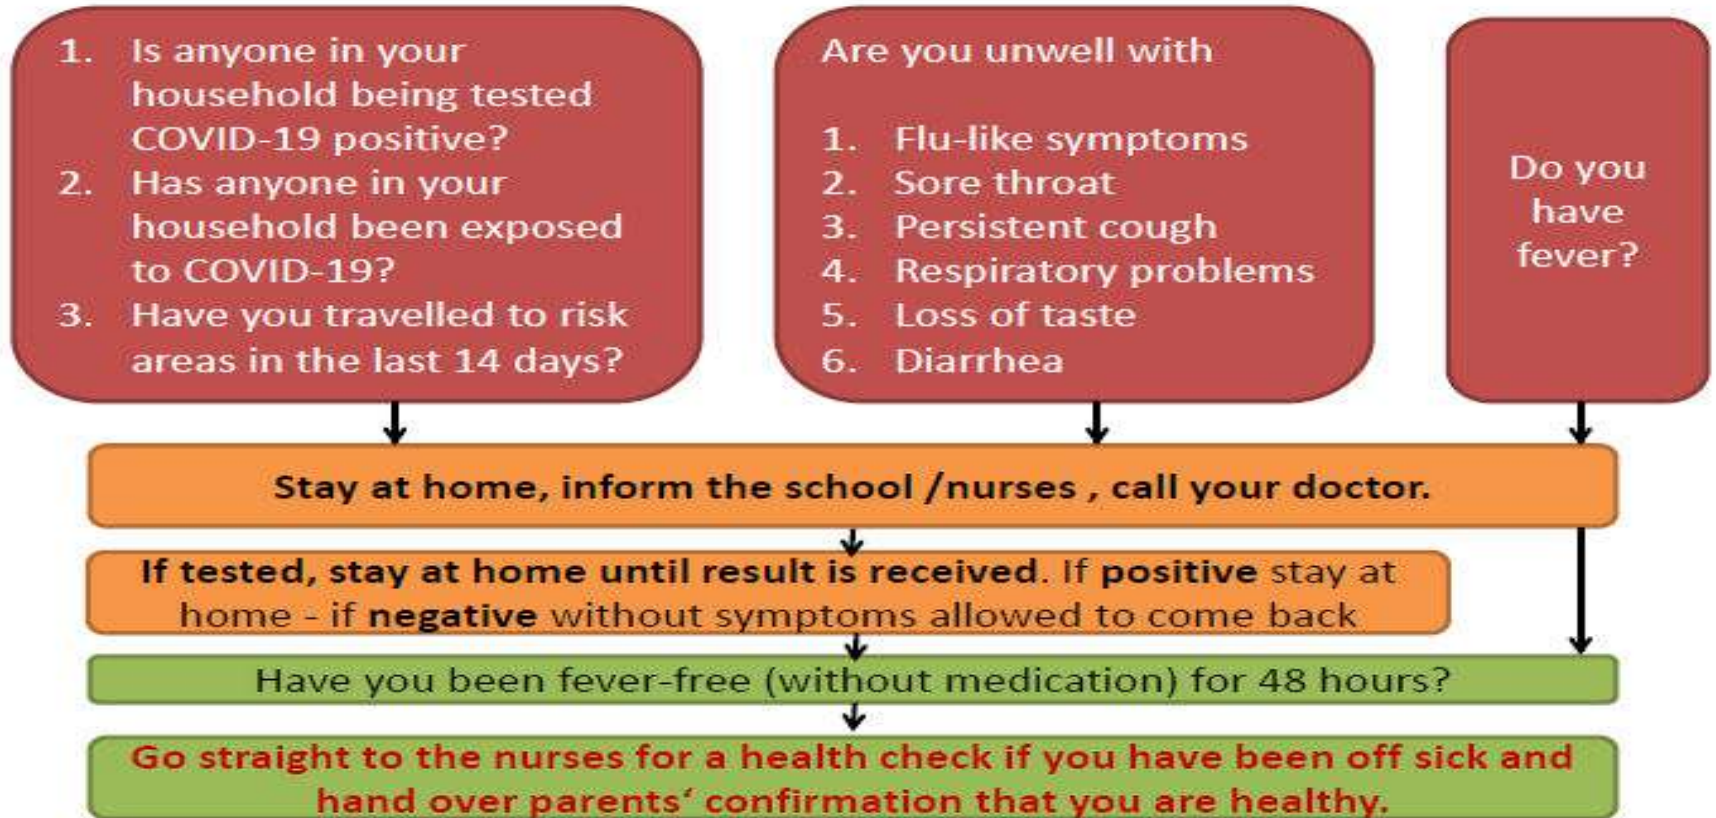 1. Is anyone in your
household being tested
COVID-19 positive?
2. Has anyone in your
household been exposed
to COVID-19?
3. Have you travelled to risk
areas in the last 14 days?
Are you unwell with
1. Flu-like symptoms
2. Sore throat
3. Persistent cough
4. Respiratory problems
5. Loss of taste
6. Diarrhea
Do you
have
fever?
Stay at home, inform the school /nurses , call your doctor.
If tested, stay at home until result is received. If positive stay at
home - if negative without symptoms allowed to come back
Have you been fever-free (without medication) for 48 hours?
Go straight to the nurses for a health check if you have been off sick and
hand over parents‘ confirmation that you are healthy.